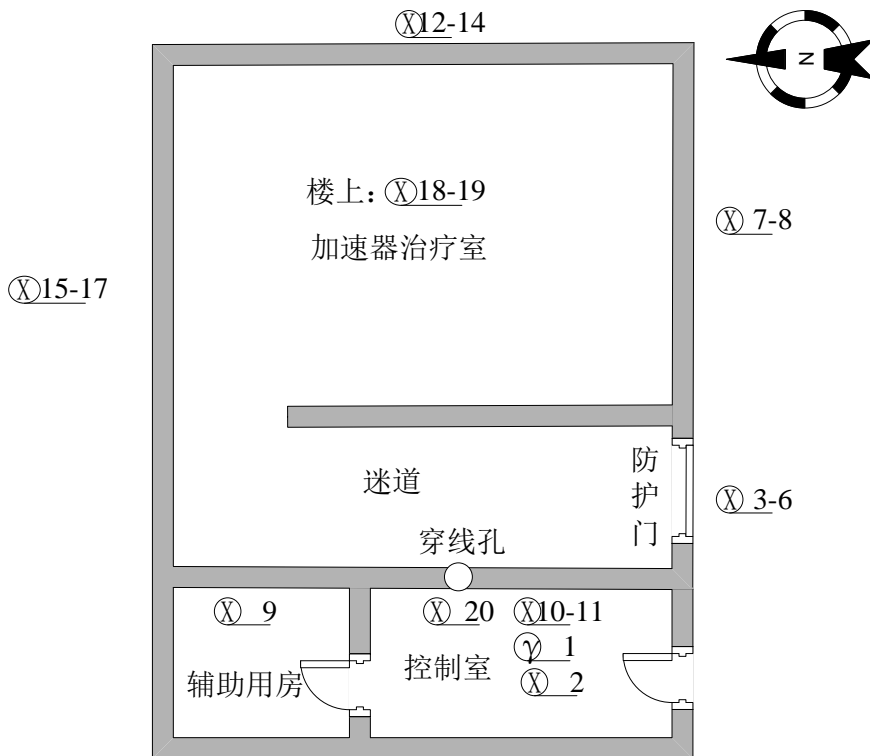 Ⓧ12-14
N
楼上：Ⓧ18-19
加速器治疗室
Ⓧ 7-8
Ⓧ15-17
迷道
防护门
Ⓧ 3-6
穿线孔
Ⓧ 9
Ⓧ 20
Ⓧ10-11
ⓨ 1
Ⓧ 2
辅助用房
控制室